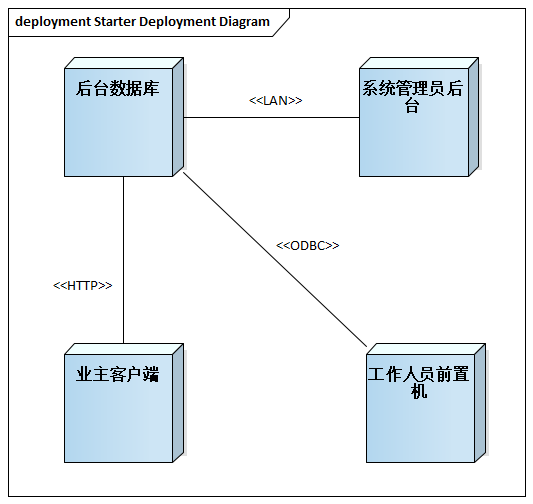 deployment Starter Deployment Diagram
后台数据库
<<LAN>>
系统管理员后
台
<<ODBC>>
<<HTTP>>
业主客户端
工作人员前置
机